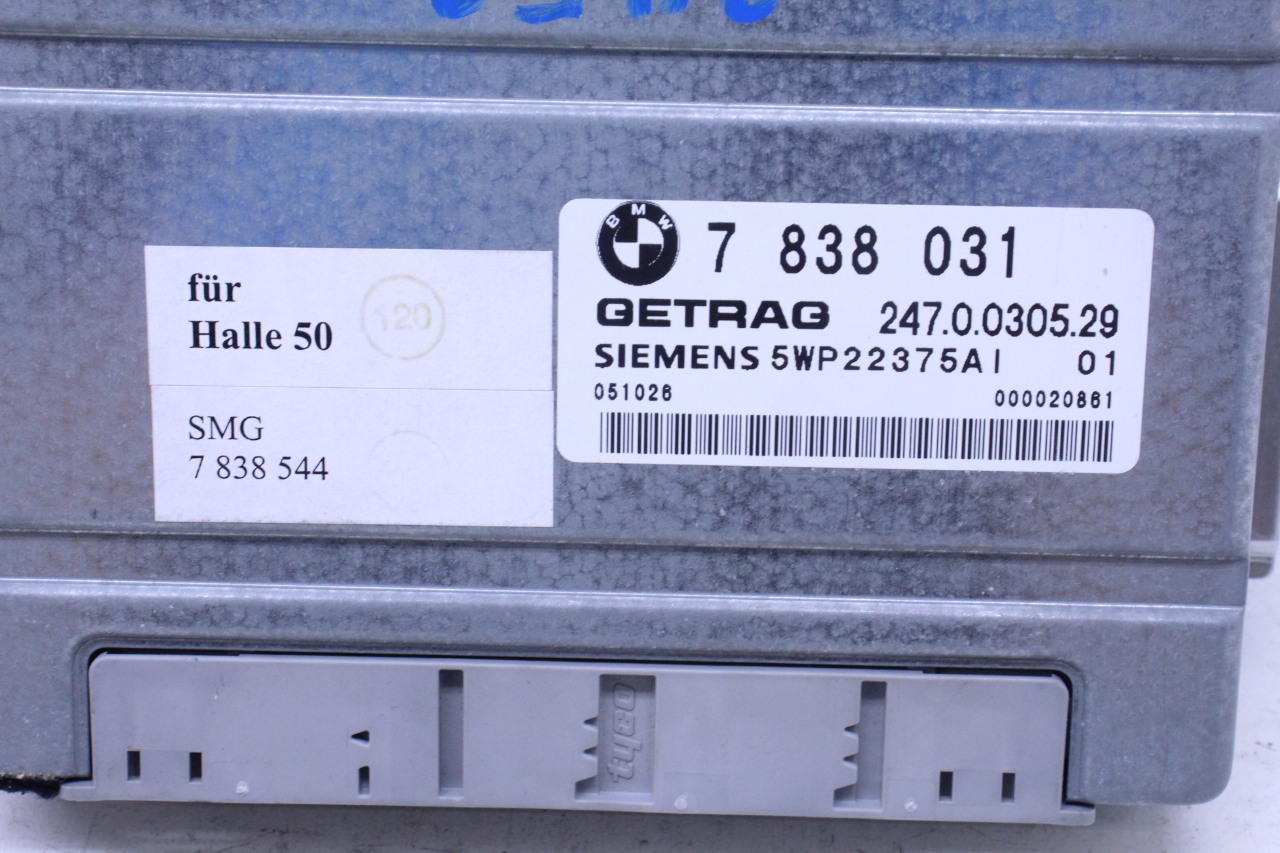 für
Halle 50
120
SMG
7 838 544
BMW
7 838 031
GETRAG 247.0.0305.29
SIEMENS 5WP22375AI 01
051026 000020861
tyco